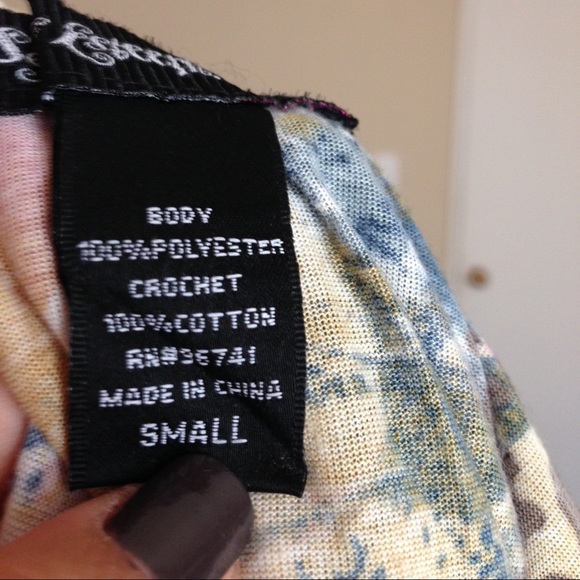 BODY
100%POLYESTER
CROCHET
100%COTTON
RN#96741
MADE IN CHINA
SMALL